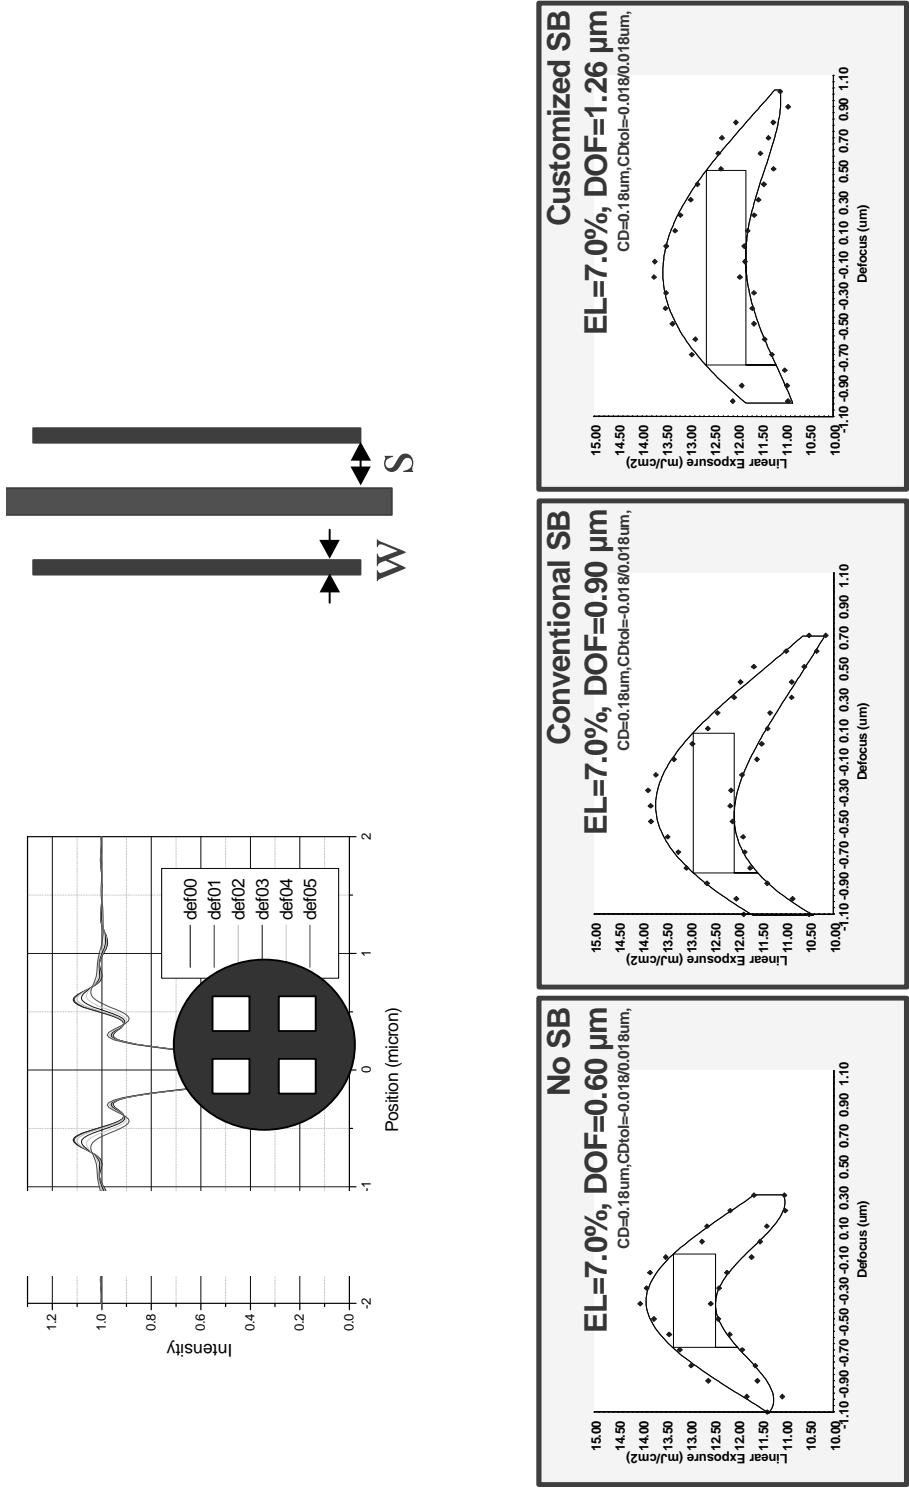 1.2
1.0
0.8
0.6
0.4
0.2
0.0
Intensity
-2
-1
0
1
2
Position (micron)
def00
def01
def02
def03
def04
def05
W
S
No SB
EL=7.0%, DOF=0.60 µm
CD=0.18um,CDtol=-0.018/0.018um,
15.00
14.50
14.00
13.50
13.00
12.50
12.00
11.50
11.00
10.50
10.00
Linear Exposure (mJ/cm2)
-1.10 -0.90 -0.70 -0.50 -0.30 -0.10 0.10 0.30 0.50 0.70 0.90 1.10
Defocus (um)
Conventional SB
EL=7.0%, DOF=0.90 µm
CD=0.18um,CDtol=-0.018/0.018um,
15.00
14.50
14.00
13.50
13.00
12.50
12.00
11.50
11.00
10.50
10.00
Linear Exposure (mJ/cm2)
-1.10 -0.90 -0.70 -0.50 -0.30 -0.10 0.10 0.30 0.50 0.70 0.90 1.10
Defocus (um)
Customized SB
EL=7.0%, DOF=1.26 µm
CD=0.18um,CDtol=-0.018/0.018um,
15.00
14.50
14.00
13.50
13.00
12.50
12.00
11.50
11.00
10.50
10.00
Linear Exposure (mJ/cm2)
-1.10 -0.90 -0.70 -0.50 -0.30 -0.10 0.10 0.30 0.50 0.70 0.90 1.10
Defocus (um)